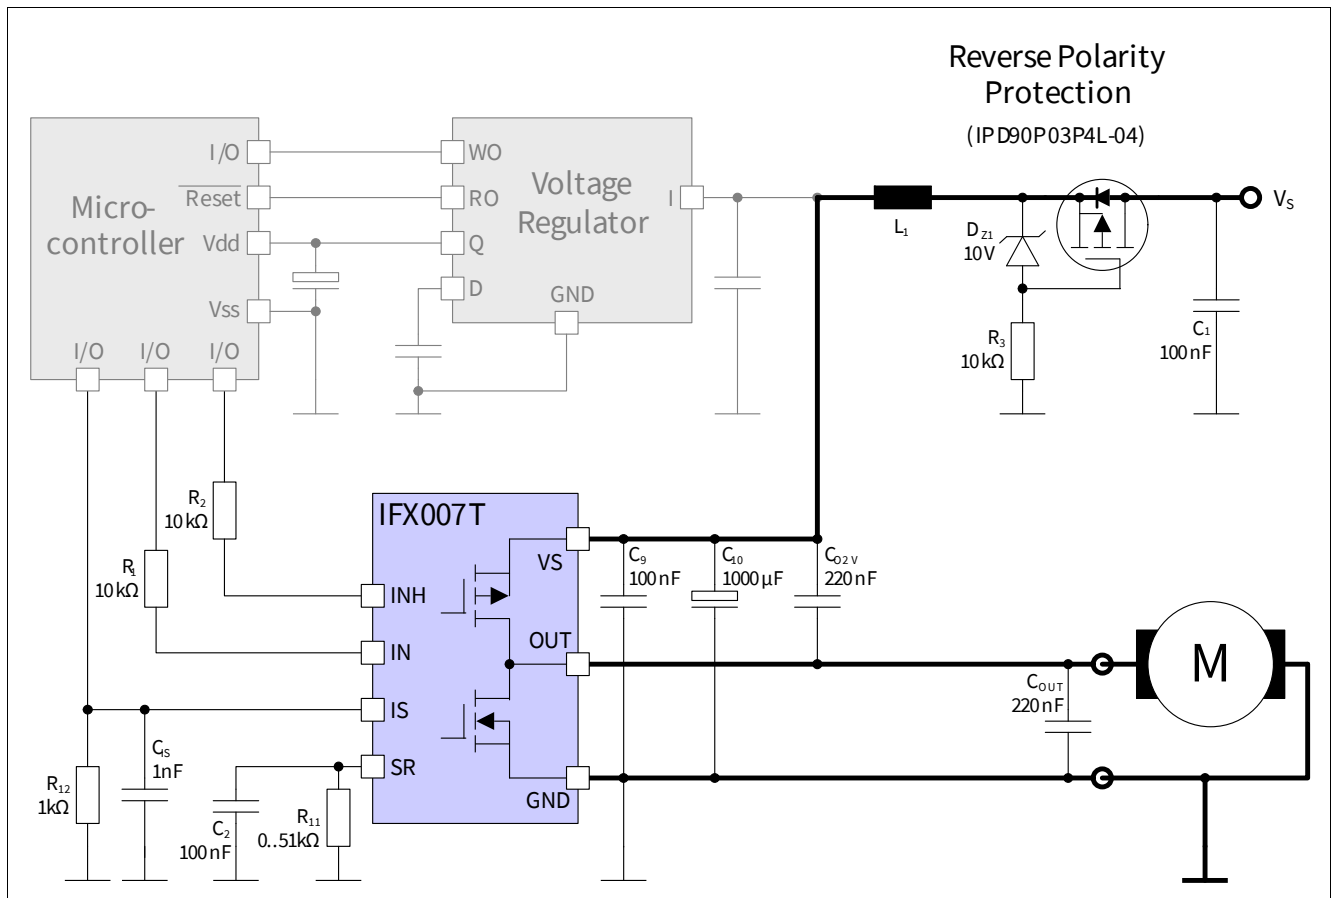 Reverse Polarity
Protection
(IPD90P03P4L-04)
I/O
Reset
Vdd
Vss
Micro-
controller
I/O
I/O
I/O
WO
RO
Q
D
Voltage
Regulator
I
GND
L1
DZ1
10V
R3
10kΩ
C1
100nF
VS
R2
10kΩ
R1
10kΩ
IFX007T
VS
INH
OUT
IN
IS
SR
GND
C9
100nF
C10
1000µF
CO2V
220nF
COUT
220nF
M
CIS
1nF
R12
1kΩ
C2
100nF
R11
0..51kΩ